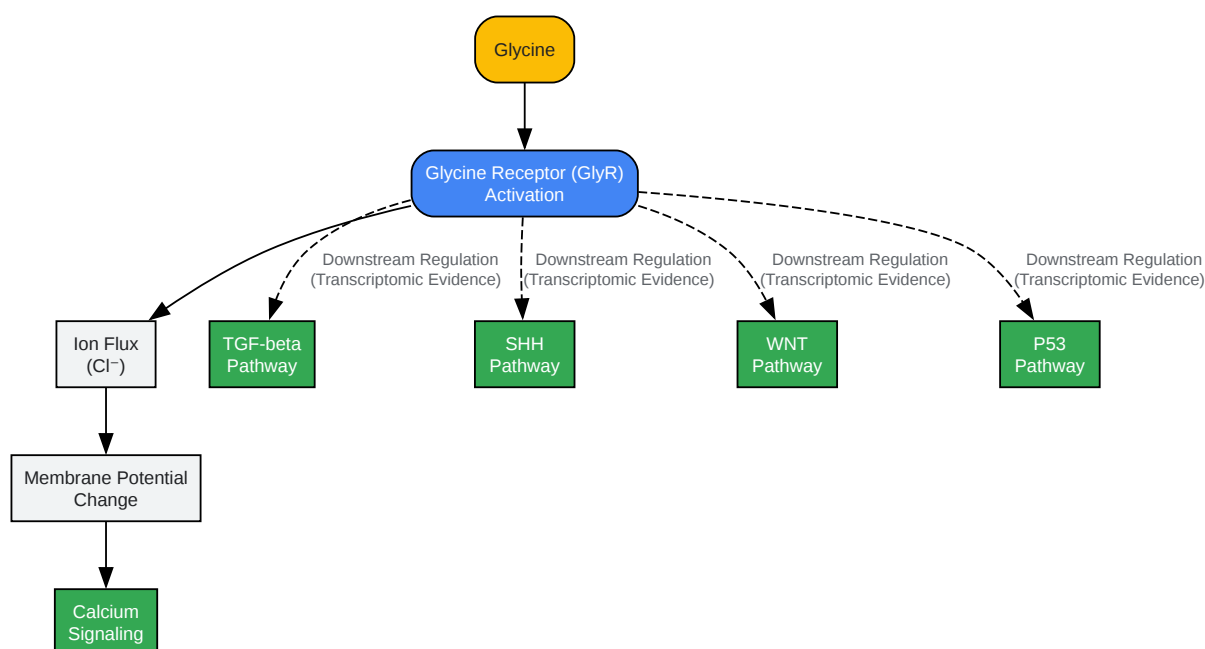 Glycine
Glycine Receptor (GlyR)
Activation
Downstream Regulation
(Transcriptomic Evidence)
Downstream Regulation
(Transcriptomic Evidence)
Downstream Regulation
(Transcriptomic Evidence)
Downstream Regulation
(Transcriptomic Evidence)
Ion Flux
(Cl⁻)
TGF-beta
Pathway
SHH
Pathway
WNT
Pathway
P53
Pathway
Membrane Potential
Change
Calcium
Signaling